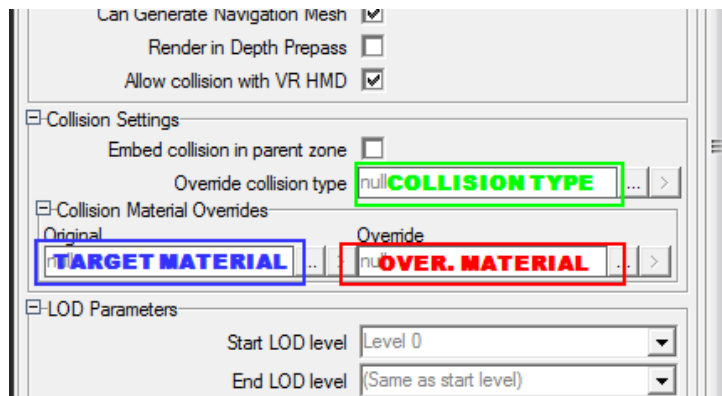 Can Generate Navigation Mesh
Render in Depth Prepass
Allow collision with VR HMD
Collision Settings
Embed collision in parent zone
Override collision type null COLLISION TYPE ... >
Collision Material Overrides
Original Override
TARGET MATERIAL ... > null OVER. MATERIAL ... >
LOD Parameters
Start LOD level Level 0
End LOD level (Same as start level)